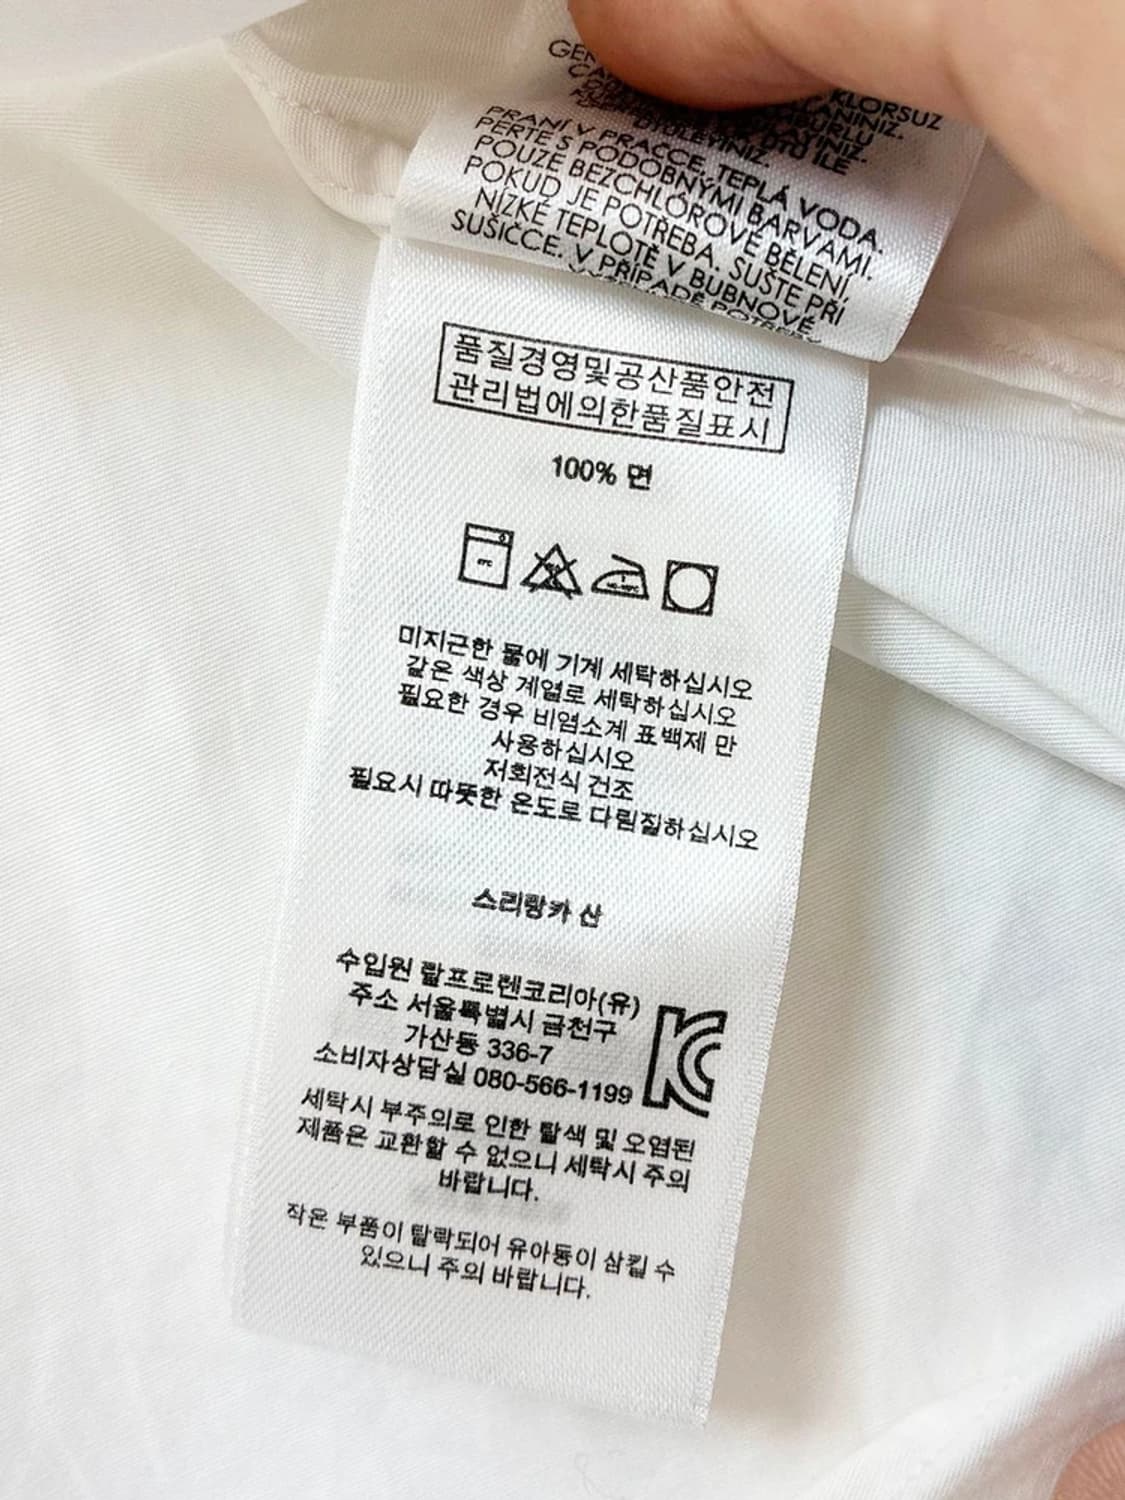 KLORSUZ
PRANÍ V PRAČCE, TEPLÁ VODA.
PERTE S PODOBNÝMI BARVAMI.
POUZE BEZCHLÓROVÉ BĚLENÍ,
POKUD JE POTŘEBA. SUŠTE PŘI
NÍZKÉ TEPLOTĚ V BUBNOVÉ
SUŠIČCE. V PŘÍPADĚ POTŘEBY
품질경영및공산품안전
관리법에의한품질표시
100% 면
미지근한 물에 기계 세탁하십시오
같은 색상 계열로 세탁하십시오
필요한 경우 비염소계 표백제 만
사용하십시오
저회전식 건조
필요시 따뜻한 온도로 다림질하십시오
스리랑카 산
수입원 랄프로렌코리아(유)
주소 서울특별시 금천구
가산동 336-7
소비자상담실 080-566-1199
KC
세탁시 부주의로 인한 탈색 및 오염된
제품은 교환할 수 없으니 세탁시 주의
바랍니다.
작은 부품이 탈락되어 유아동이 삼킬 수
있으니 주의 바랍니다.